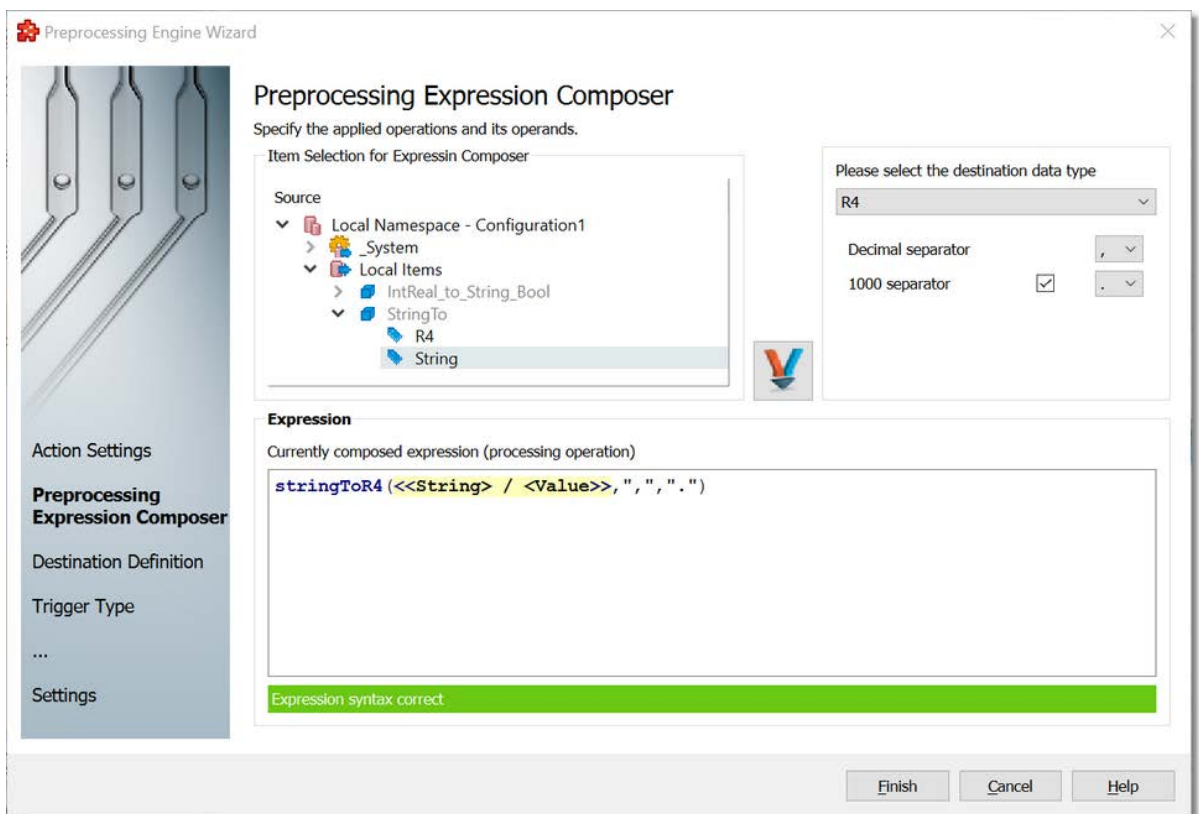 Preprocessing Engine Wizard
Preprocessing Expression Composer
Specify the applied operations and its operands.
Item Selection for Expressin Composer
Source
Local Namespace - Configuration1
_System
Local Items
IntReal_to_String_Bool
StringTo
R4
String
Please select the destination data type
R4
Decimal separator ,
1000 separator .
Action Settings
Preprocessing
Expression Composer
Destination Definition
Trigger Type
...
Settings
Expression
Currently composed expression (processing operation)
stringToR4(<<String> / <Value>>,",",".")
Expression syntax correct
Finish Cancel Help